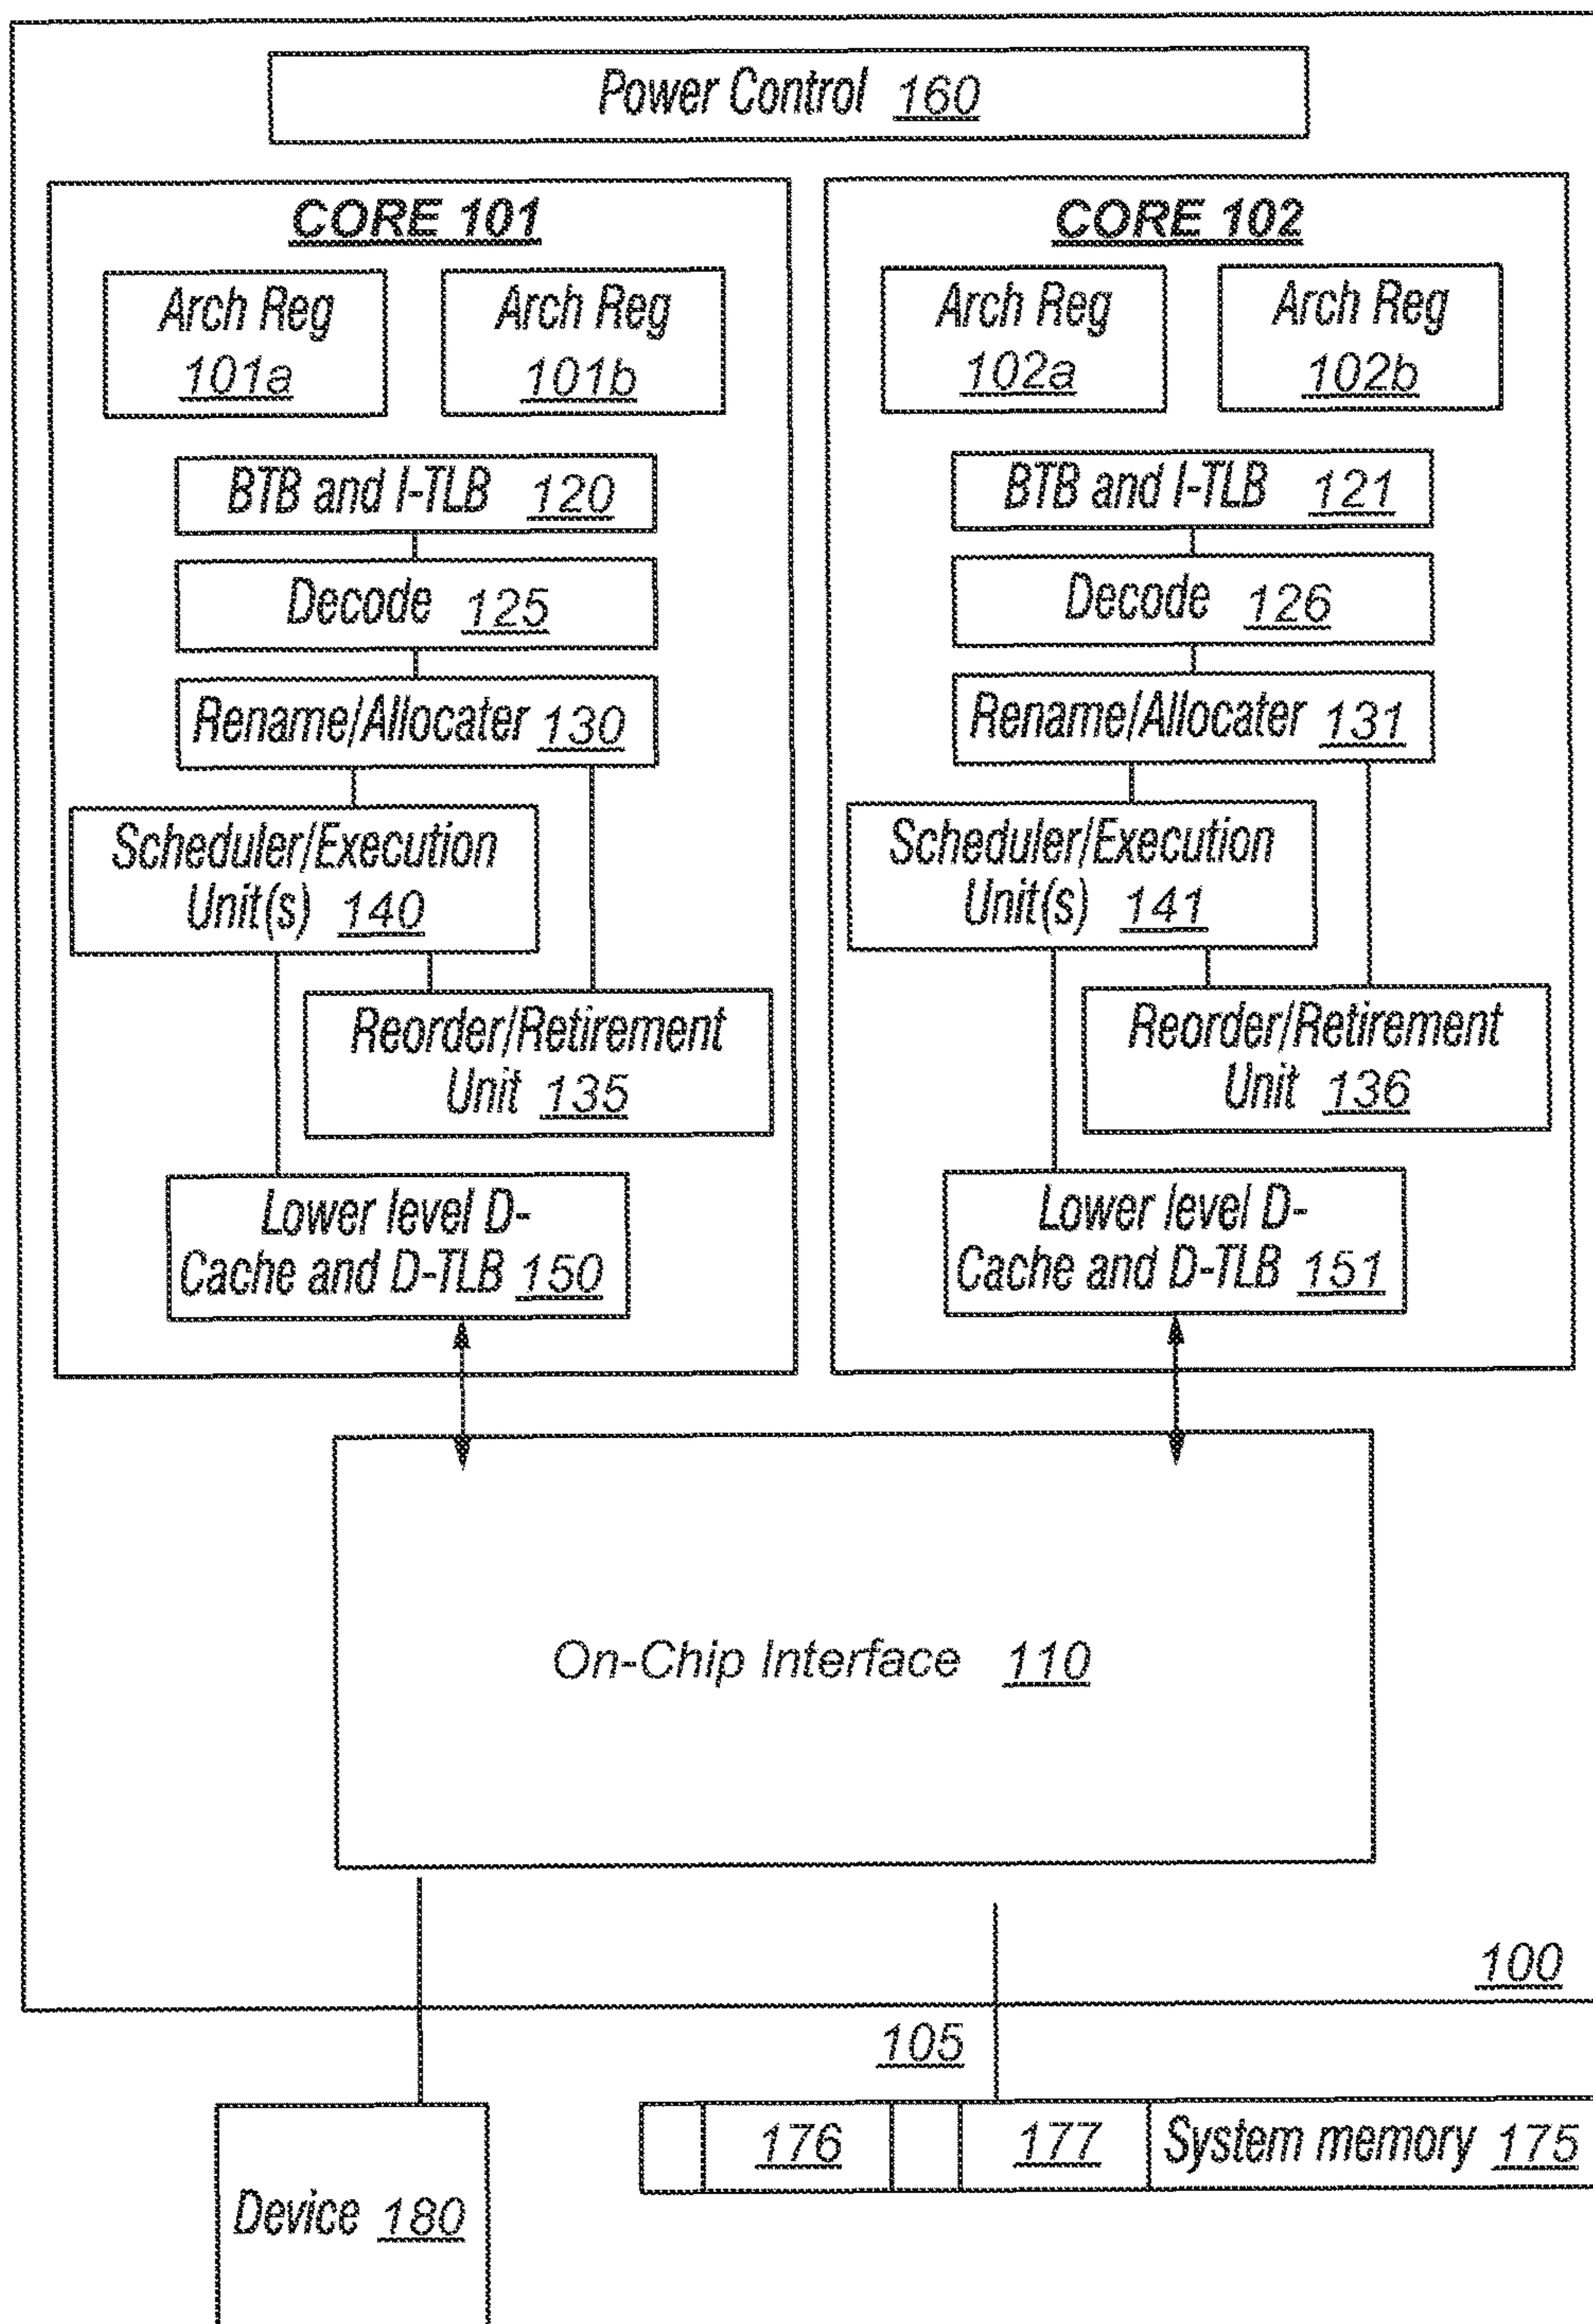 Power Control 160
CORE 101
Arch Reg
101a
Arch Reg
101b
BTB and I-TLB 120
Decode 125
Rename/Allocater 130
Scheduler/Execution
Unit(s) 140
Reorder/Retirement
Unit 135
Lower level D-
Cache and D-TLB 150
CORE 102
Arch Reg
102a
Arch Reg
102b
BTB and I-TLB 121
Decode 126
Rename/Allocater 131
Scheduler/Execution
Unit(s) 141
Reorder/Retirement
Unit 136
Lower level D-
Cache and D-TLB 151
On-Chip Interface 110
100
105
176
177
System memory 175
Device 180